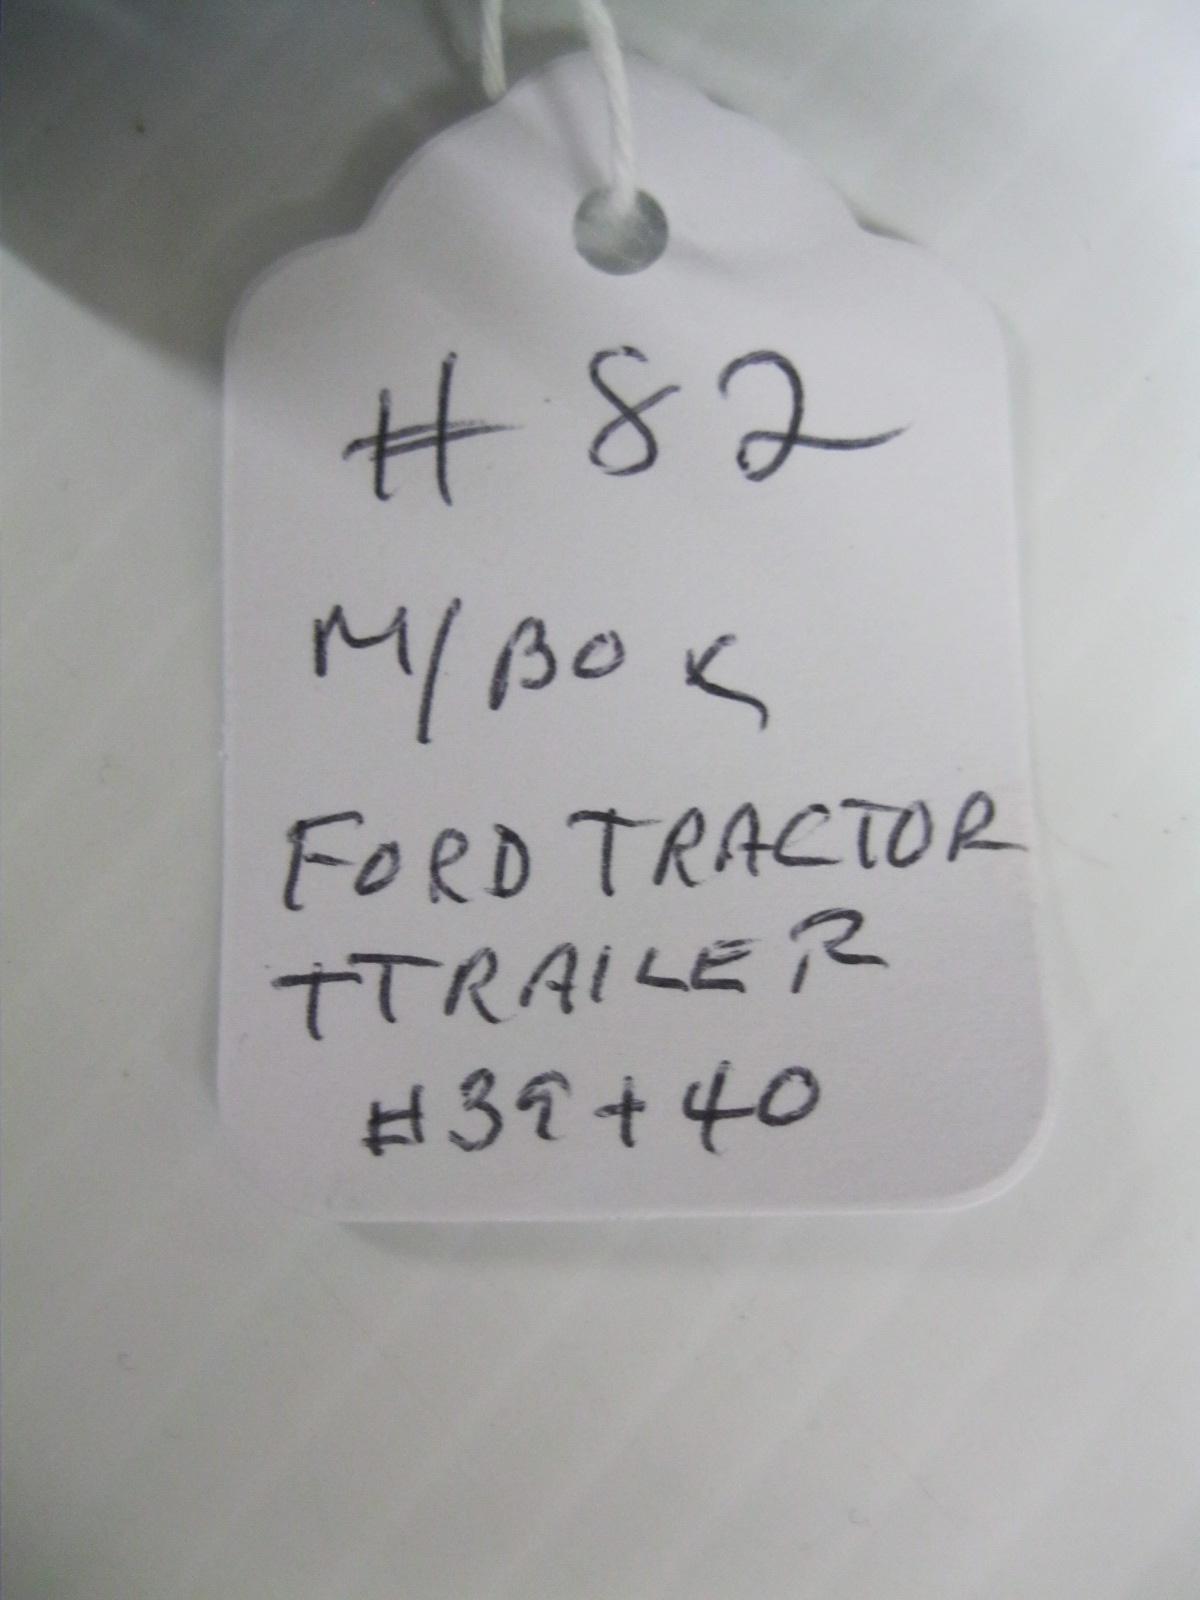 # 82
M/BOX
FORD TRACTOR
+TRAILER
#39+40